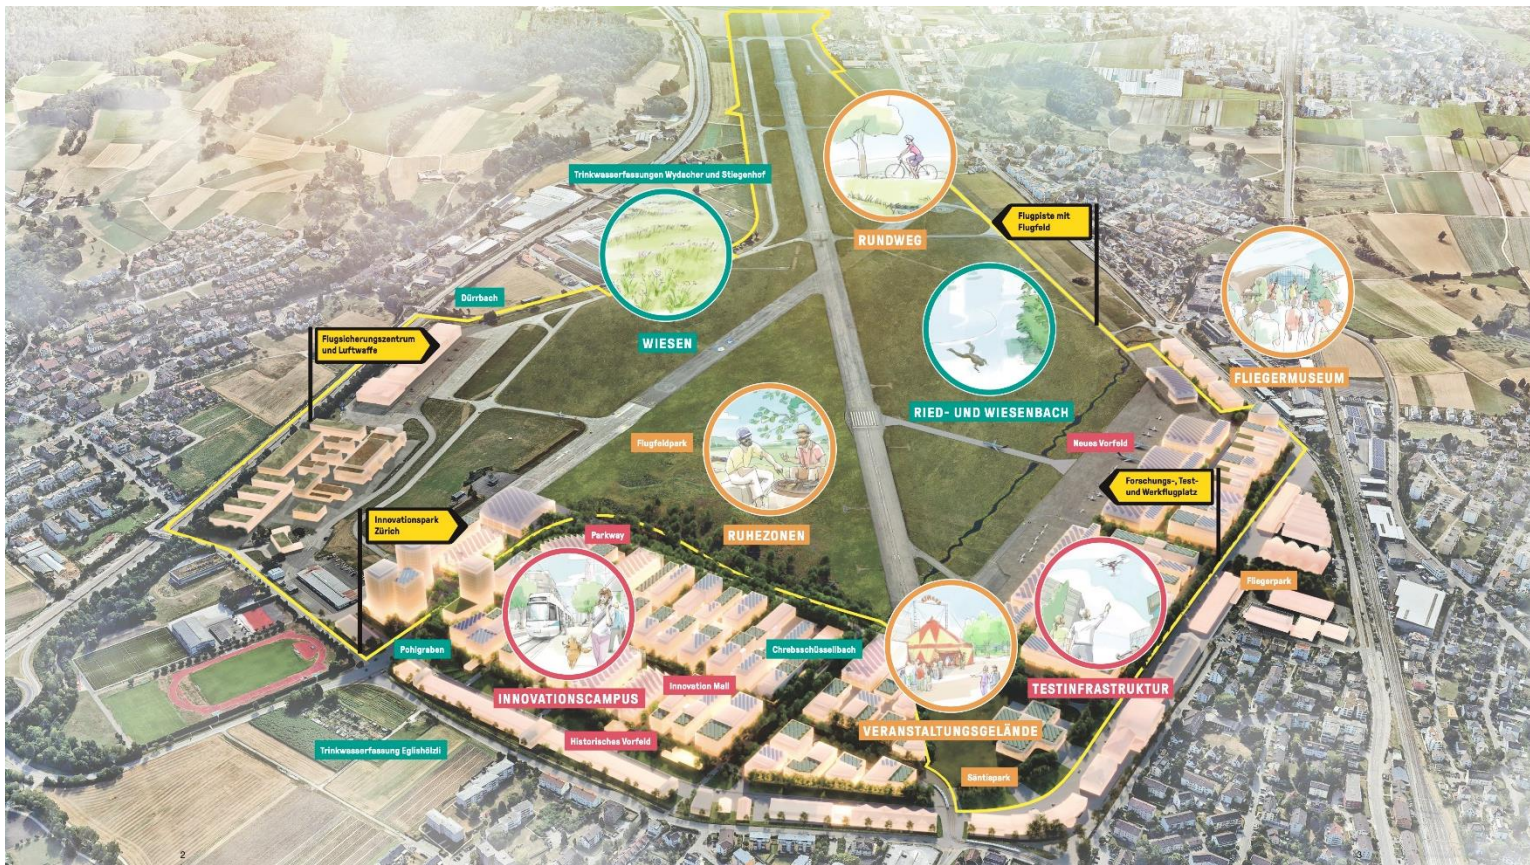 Trinkwasserfassungen Wydacher und Stiegenhof
RUNDWEG
Flugpiste mit
Flugfeld
Dürrbach
Flugsicherungszentrum
und Luftwaffe
WIESEN
FLIEGERMUSEUM
RIED- UND WIESENBACH
Flugfeldpark
Neues Vorfeld
Forschungs-, Test-
und Werkflugplatz
Innovationspark
Zürich
Parkway
RUHEZONEN
Fliegerpark
Pohlgraben
Chrebsschüsselibach
INNOVATIONSCAMPUS
Innovation Mall
TESTINFRASTRUKTUR
VERANSTALTUNGSGELÄNDE
Historisches Vorfeld
Trinkwasserfassung Eglishölzli
Säntispark
2